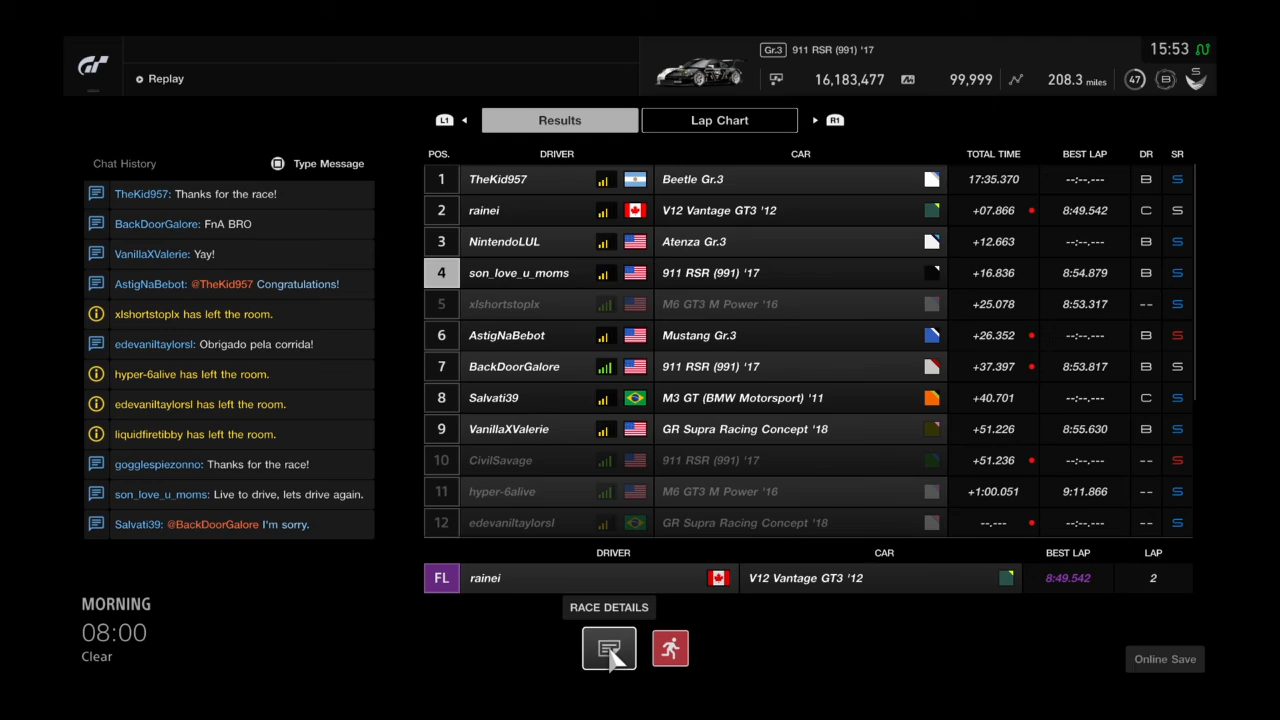 Gr.3 911 RSR (991) '17 15:53
Replay 16,183,477 99,999 208.3 miles 47 B S
L1 Results Lap Chart R1
Chat History Type Message
TheKid957: Thanks for the race!
BackDoorGalore: FnA BRO
VanillaXValerie: Yay!
AstigNaBebot: @TheKid957 Congratulations!
xlshortstoplx has left the room.
edevaniltaylorsl: Obrigado pela corrida!
hyper-6alive has left the room.
edevaniltaylorsl has left the room.
liquidfiretibby has left the room.
gogglespiezonno: Thanks for the race!
son_love_u_moms: Live to drive, lets drive again.
Salvati39: @BackDoorGalore I'm sorry.
POS. DRIVER CAR TOTAL TIME BEST LAP DR SR
1 TheKid957 Beetle Gr.3 17:35.370 --:--.--- B S
2 rainei V12 Vantage GT3 '12 +07.866 8:49.542 C S
3 NintendoLUL Atenza Gr.3 +12.663 --:--.--- B S
4 son_love_u_moms 911 RSR (991) '17 +16.836 8:54.879 B S
5 xlshortstoplx M6 GT3 M Power '16 +25.078 8:53.317 -- S
6 AstigNaBebot Mustang Gr.3 +26.352 --:--.--- B S
7 BackDoorGalore 911 RSR (991) '17 +37.397 8:53.817 B S
8 Salvati39 M3 GT (BMW Motorsport) '11 +40.701 --:--.--- C S
9 VanillaXValerie GR Supra Racing Concept '18 +51.226 8:55.630 B S
10 CivilSavage 911 RSR (991) '17 +51.236 --:--.--- -- S
11 hyper-6alive M6 GT3 M Power '16 +1:00.051 9:11.866 -- S
12 edevaniltaylorsl GR Supra Racing Concept '18 --.--- --:--.--- -- S
DRIVER CAR BEST LAP LAP
FL rainei V12 Vantage GT3 '12 8:49.542 2
RACE DETAILS
MORNING
08:00
Clear
Online Save